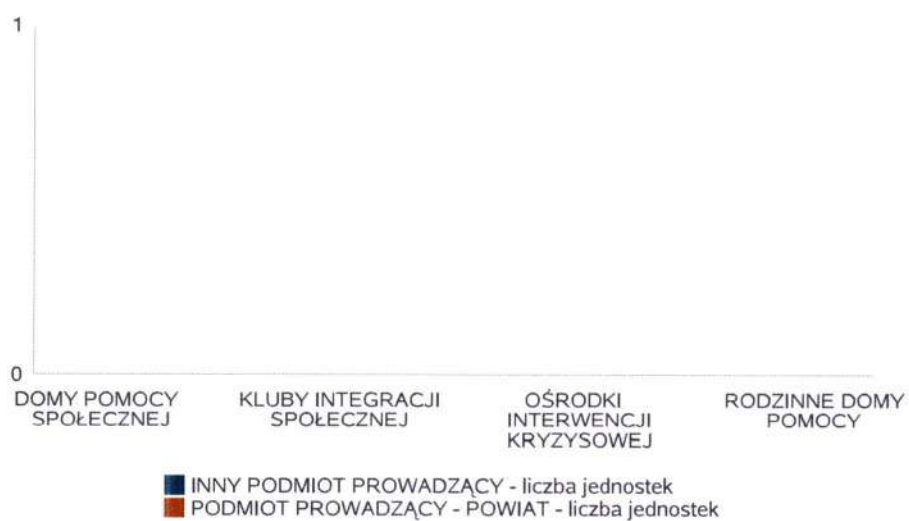 1
0
DOMY POMOCY
SPOŁECZNEJ
KLUBY INTEGRACJI
SPOŁECZNEJ
OŚRODKI
INTERWENCJI
KRYZYSOWEJ
RODZINNE DOMY
POMOCY
INNY PODMIOT PROWADZĄCY - liczba jednostek
PODMIOT PROWADZĄCY - POWIAT - liczba jednostek